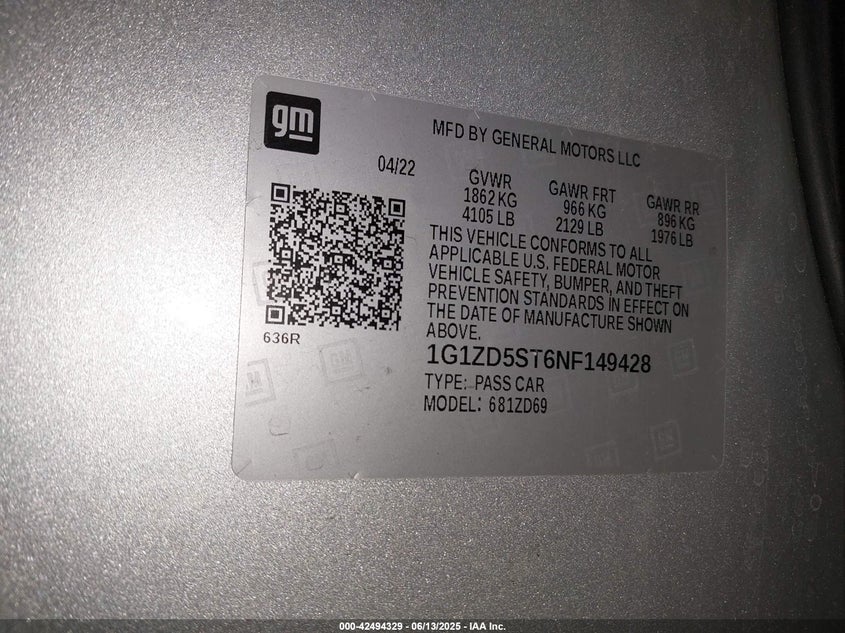 gm
MFD BY GENERAL MOTORS LLC
04/22
GVWR
1862 KG
4105 LB
GAWR FRT
966 KG
2129 LB
GAWR RR
896 KG
1976 LB
THIS VEHICLE CONFORMS TO ALL
APPLICABLE U.S. FEDERAL MOTOR
VEHICLE SAFETY, BUMPER, AND THEFT
PREVENTION STANDARDS IN EFFECT ON
THE DATE OF MANUFACTURE SHOWN
ABOVE.
636R
1G1ZD5ST6NF149428
TYPE: PASS CAR
MODEL: 681ZD69
000-42494329 - 06/13/2025 - IAA Inc.